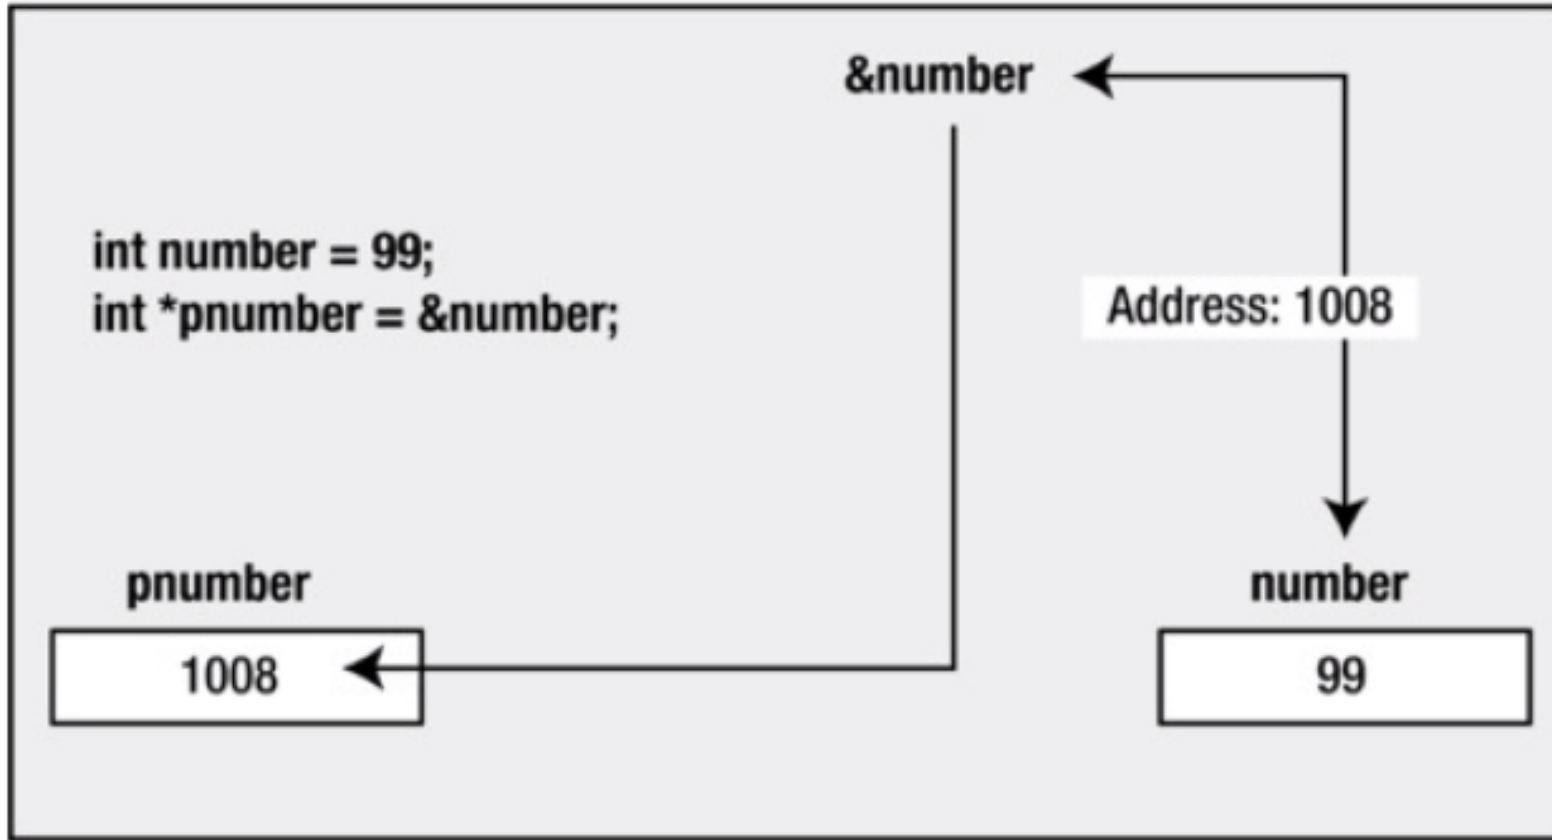 &number
int number = 99;
int *pnumber = &number;
Address: 1008
pnumber
number
1008
99